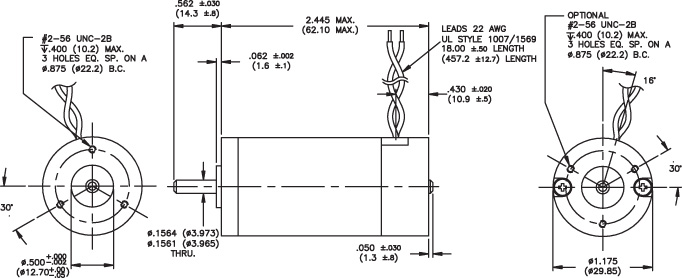 #2-56 UNC-2B
↧.400 (10.2) MAX.
3 HOLES EQ. SP. ON A
ø.875 (ø22.2) B.C.
30°
ø.500 +.000 -.002
(ø12.70 +.00 -.05)
.562 ±.030
(14.3 ±.8)
2.445 MAX.
(62.10 MAX.)
.062 ±.002
(1.6 ±.1)
LEADS 22 AWG
UL STYLE 1007/1569
18.00 ±.50 LENGTH
(457.2 ±12.7) LENGTH
.430 ±.020
(10.9 ±.5)
ø.1564 (ø3.973)
ø.1561 (ø3.965)
THRU.
.050 ±.030
(1.3 ±.8)
OPTIONAL
#2-56 UNC-2B
↧.400 (10.2) MAX.
3 HOLES EQ. SP. ON A
ø.875 (ø22.2) B.C.
16°
30°
ø1.175
(ø29.85)